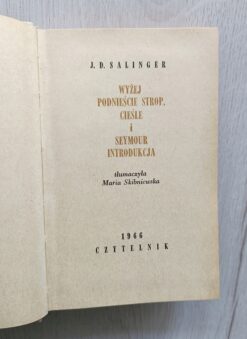 J. D. SALINGER
WYŻEJ
PODNIEŚCIE STROP,
CIEŚLE
i
SEYMOUR
INTRODUKCJA
tłumaczyła
Maria Skibniewska
1966
CZYTELNIK